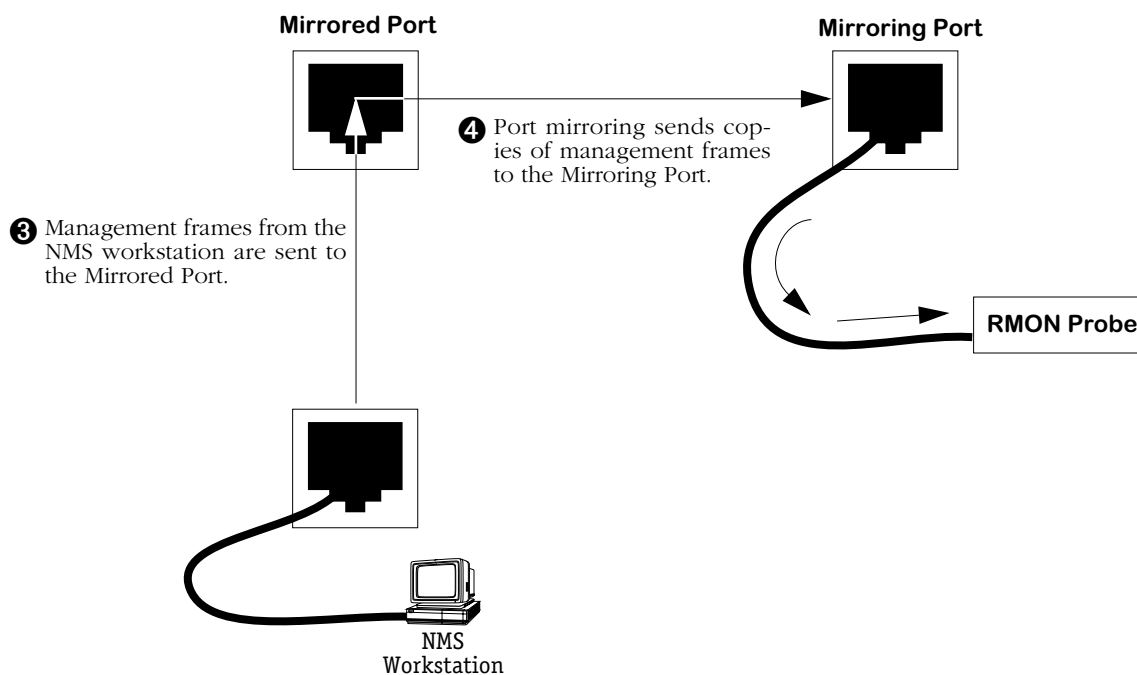 Mirrored Port
Mirroring Port
❹ Port mirroring sends cop-
ies of management frames
to the Mirroring Port.
❸ Management frames from the
NMS workstation are sent to
the Mirrored Port.
RMON Probe
NMS
Workstation